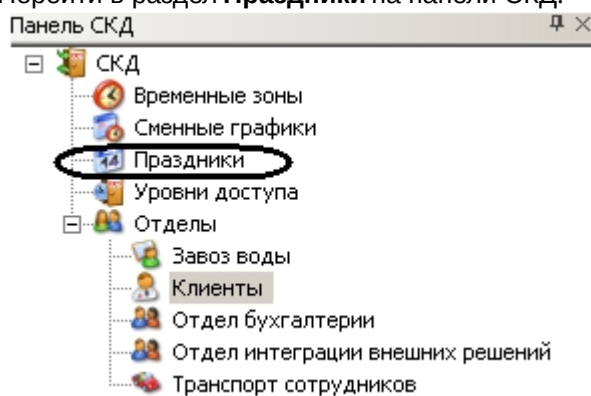 Перейти в раздел Праздники на панели СКД.
Панель СКД
СКД
Временные зоны
Сменные графики
Праздники
Уровни доступа
Отделы
Завоз воды
Клиенты
Отдел бухгалтерии
Отдел интеграции внешних решений
Транспорт сотрудников